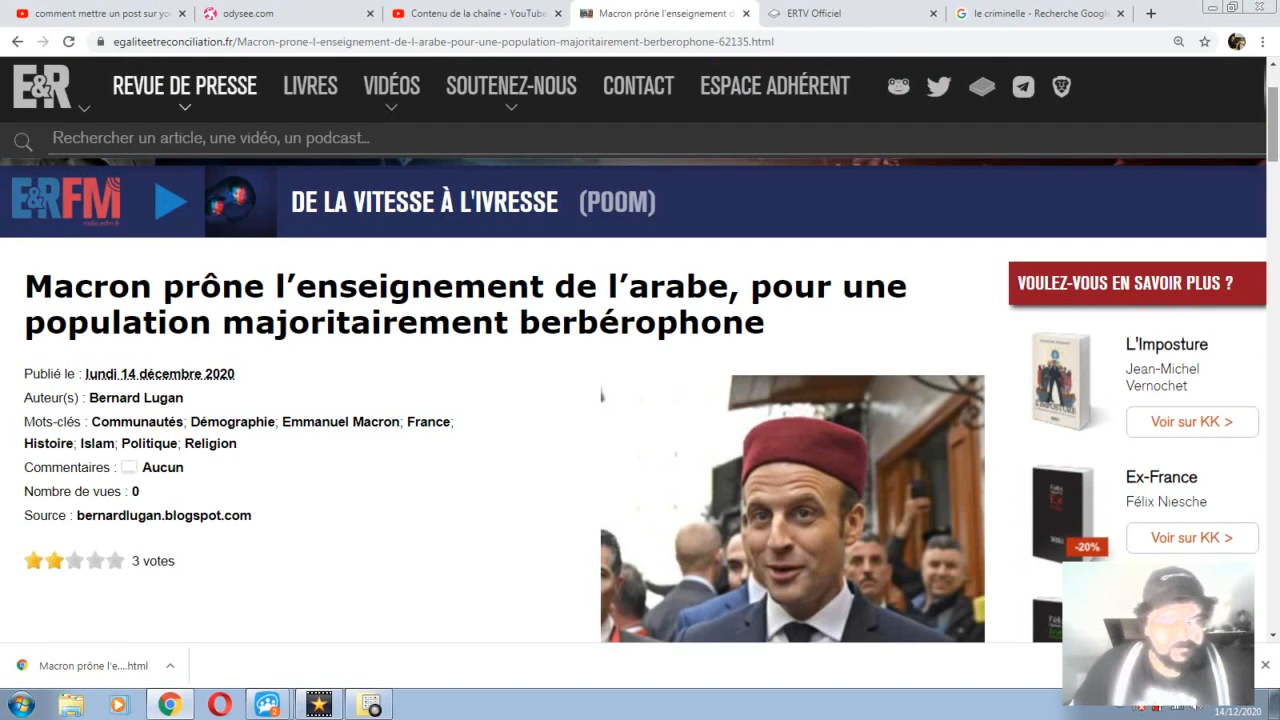 comment mettre un post sur yo
odysee.com
Contenu de la chaîne - YouTube
Macron prône l'enseignement d
ERTV Officiel
le criminelle - Recherche Google
egaliteetreconciliation.fr/Macron-prone-l-enseignement-de-l-arabe-pour-une-population-majoritairement-berberophone-62135.html
E&R
REVUE DE PRESSE
LIVRES
VIDÉOS
SOUTENEZ-NOUS
CONTACT
ESPACE ADHÉRENT
Rechercher un article, une vidéo, un podcast...
E&RFM
DE LA VITESSE À L'IVRESSE (POOM)
Macron prône l'enseignement de l'arabe, pour une
population majoritairement berbérophone
Publié le : lundi 14 décembre 2020
Auteur(s) : Bernard Lugan
Mots-clés : Communautés; Démographie; Emmanuel Macron; France;
Histoire; Islam; Politique; Religion
Commentaires : Aucun
Nombre de vues : 0
Source : bernardlugan.blogspot.com
3 votes
VOULEZ-VOUS EN SAVOIR PLUS ?
L'Imposture
Jean-Michel
Vernochet
Voir sur KK >
Ex-France
Félix Niesche
-20%
Voir sur KK >
Macron prône l'e....html
14/12/2020